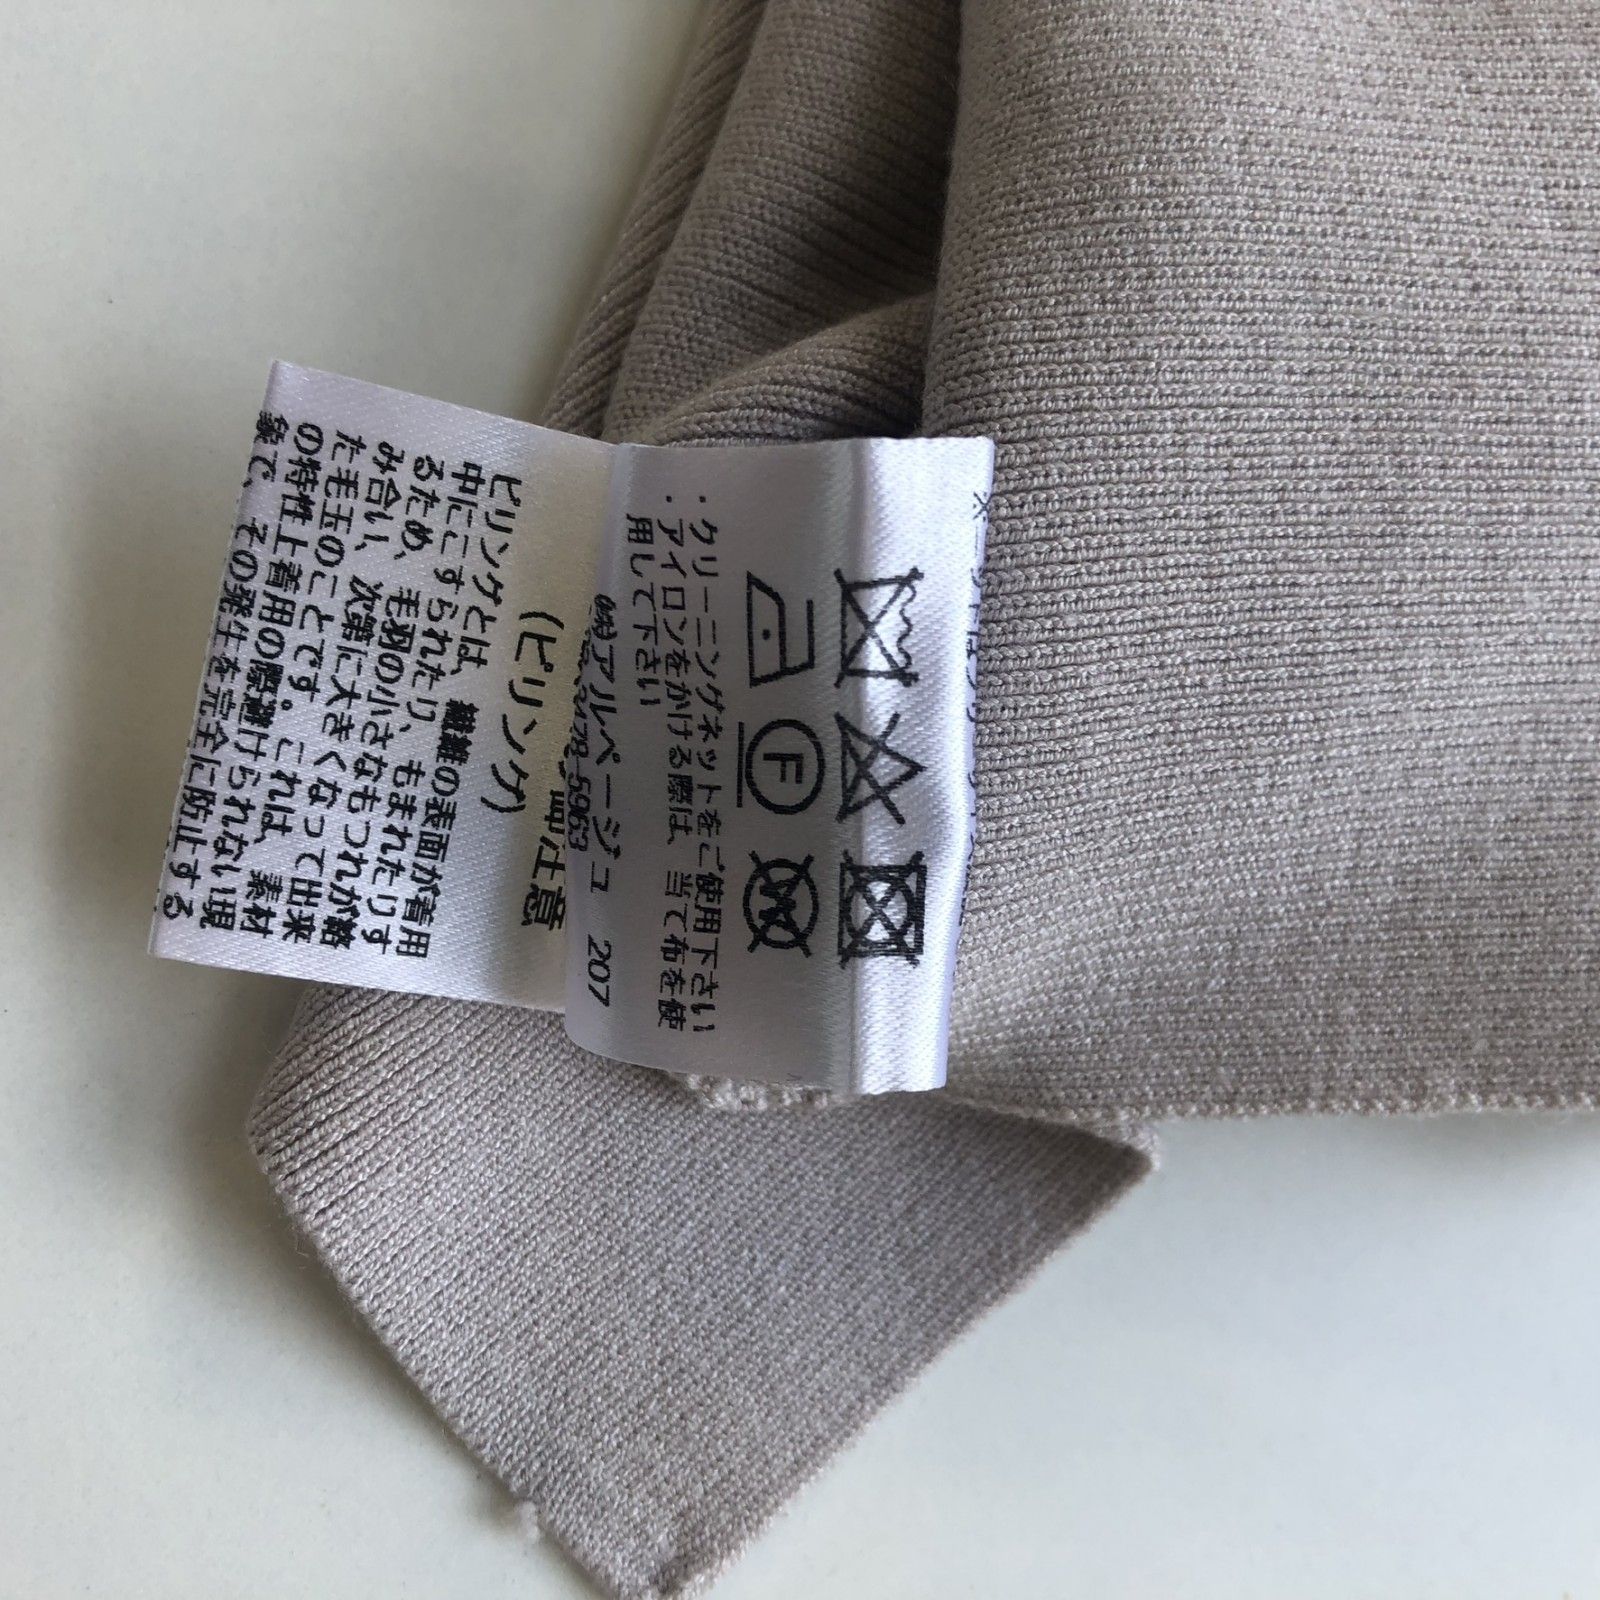 クリーニングネットをご使用下さい
アイロンをかける際は、当て布を使
用して下さい
F
W
㈱アルページュ 207
5963
注意
(ピリング)
ピリングとは、繊維の表面が着用
中にこすられたり、もまれたりす
るため、毛羽の小さなもつれが絡
み合い、次第に大きくなって出来
た毛玉のことです。これは、素材
の特性上着用の際避けられない現
象で、その発生を完全に防止する